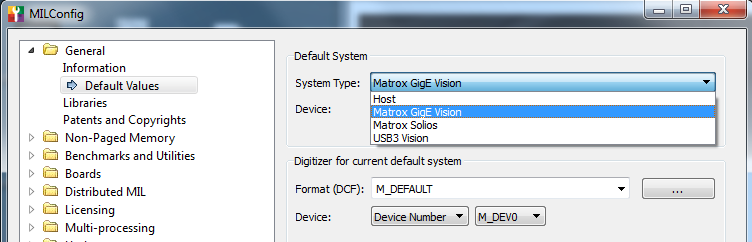 MILConfig
General
Information
Default Values
Libraries
Patents and Copyrights
Non-Paged Memory
Benchmarks and Utilities
Boards
Distributed MIL
Licensing
Multi-processing
Default System
System Type: Matrox GigE Vision
Host
Matrox GigE Vision
Device:
Matrox Solios
USB3 Vision
Digitizer for current default system
Format (DCF): M_DEFAULT ...
Device: Device Number M_DEV0